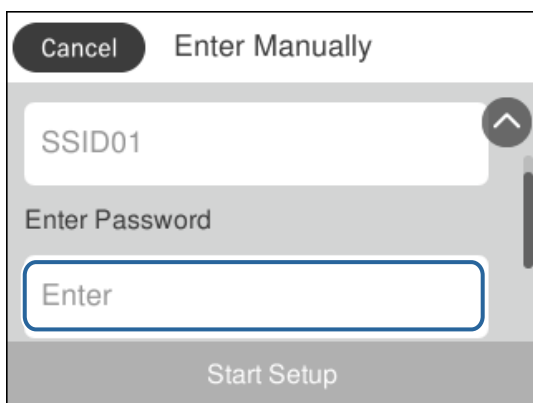 Cancel Enter Manually
SSID01
Enter Password
Enter
Start Setup